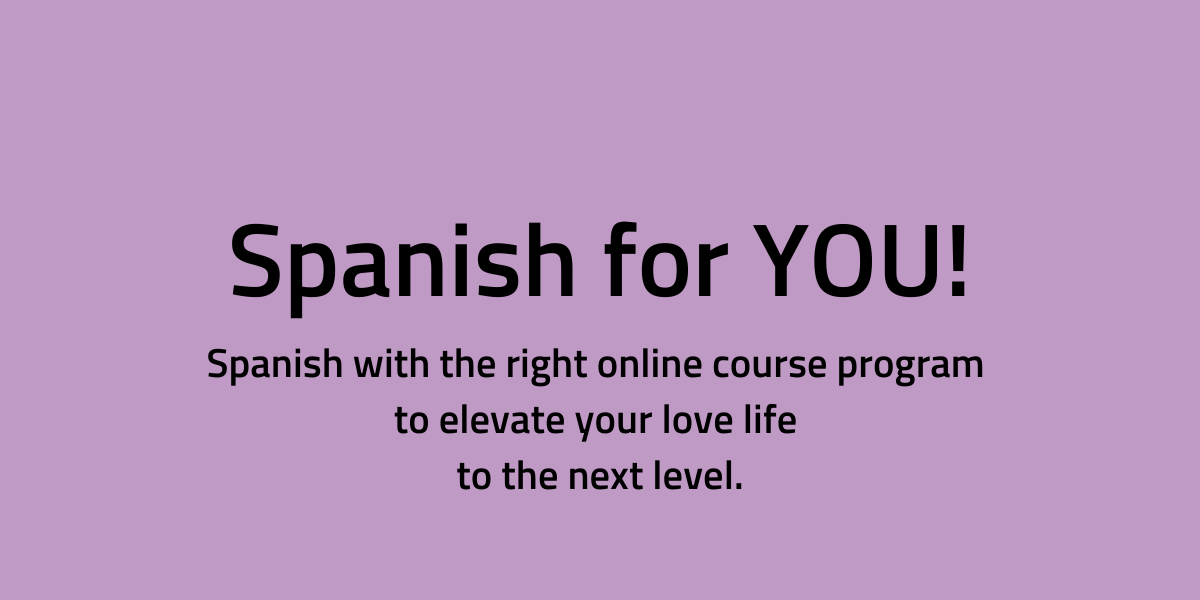 Spanish for YOU!
Spanish with the right online course program
to elevate your love life
to the next level.